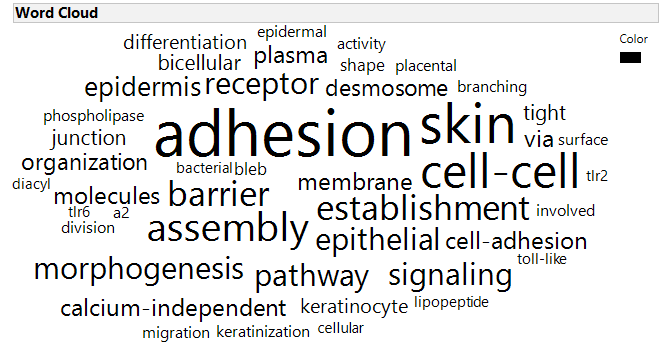 Word Cloud
Color
epidermal
differentiation plasma activity
bicellular shape placental
epidermis receptor desmosome branching
phospholipase adhesion skin tight
junction via surface
organization bacterial bleb cell-cell tlr2
diacyl molecules barrier membrane
tlr6 a2 establishment involved
division assembly epithelial cell-adhesion
toll-like
morphogenesis pathway signaling
calcium-independent keratinocyte lipopeptide
migration keratinization cellular